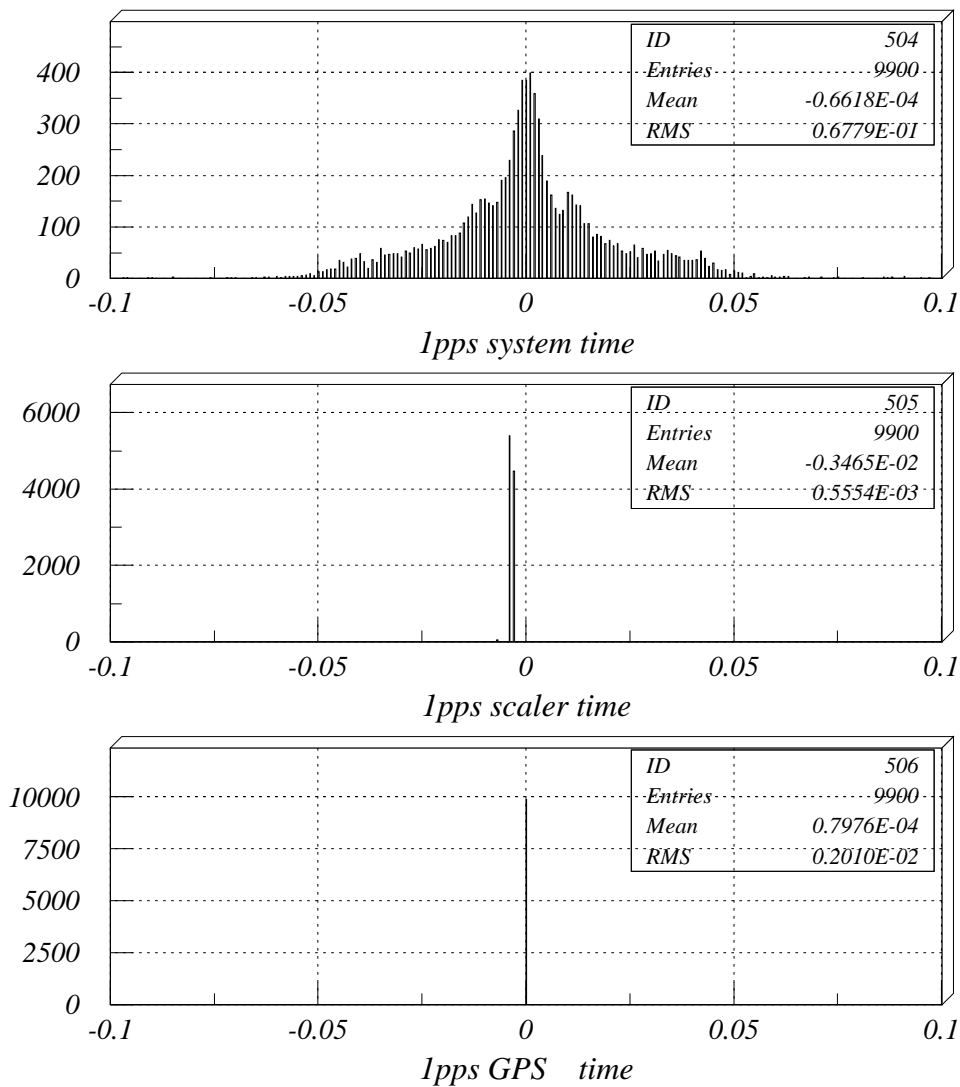 ID 504
Entries 9900
Mean -0.6618E-04
RMS 0.6779E-01
400
300
200
100
0
-0.1 -0.05 0 0.05 0.1
1pps system time
ID 505
Entries 9900
Mean -0.3465E-02
RMS 0.5554E-03
6000
4000
2000
0
-0.1 -0.05 0 0.05 0.1
1pps scaler time
ID 506
Entries 9900
Mean 0.7976E-04
RMS 0.2010E-02
10000
7500
5000
2500
0
-0.1 -0.05 0 0.05 0.1
1pps GPS time